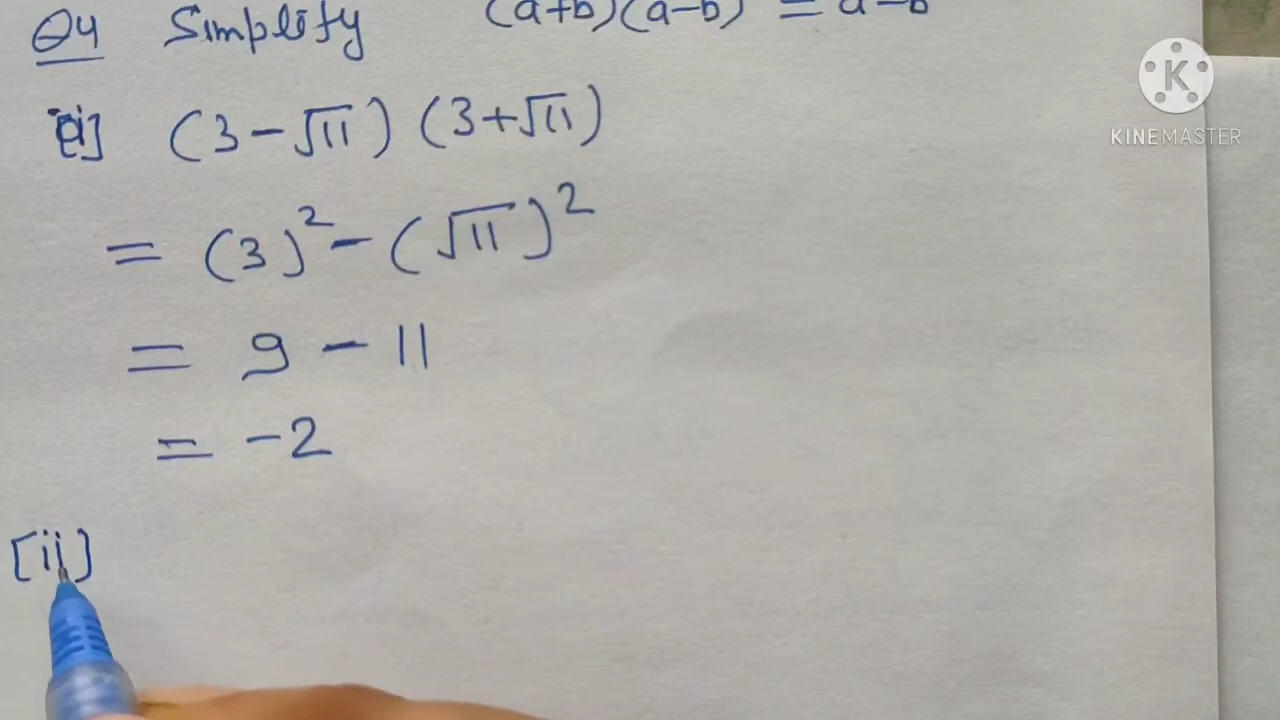 Q4 Simplify (a+b)(a-b) = a-b
[i] (3-√11) (3+√11)
= (3)² - (√11)²
= 9 - 11
= -2
[ii]
KINEMASTER